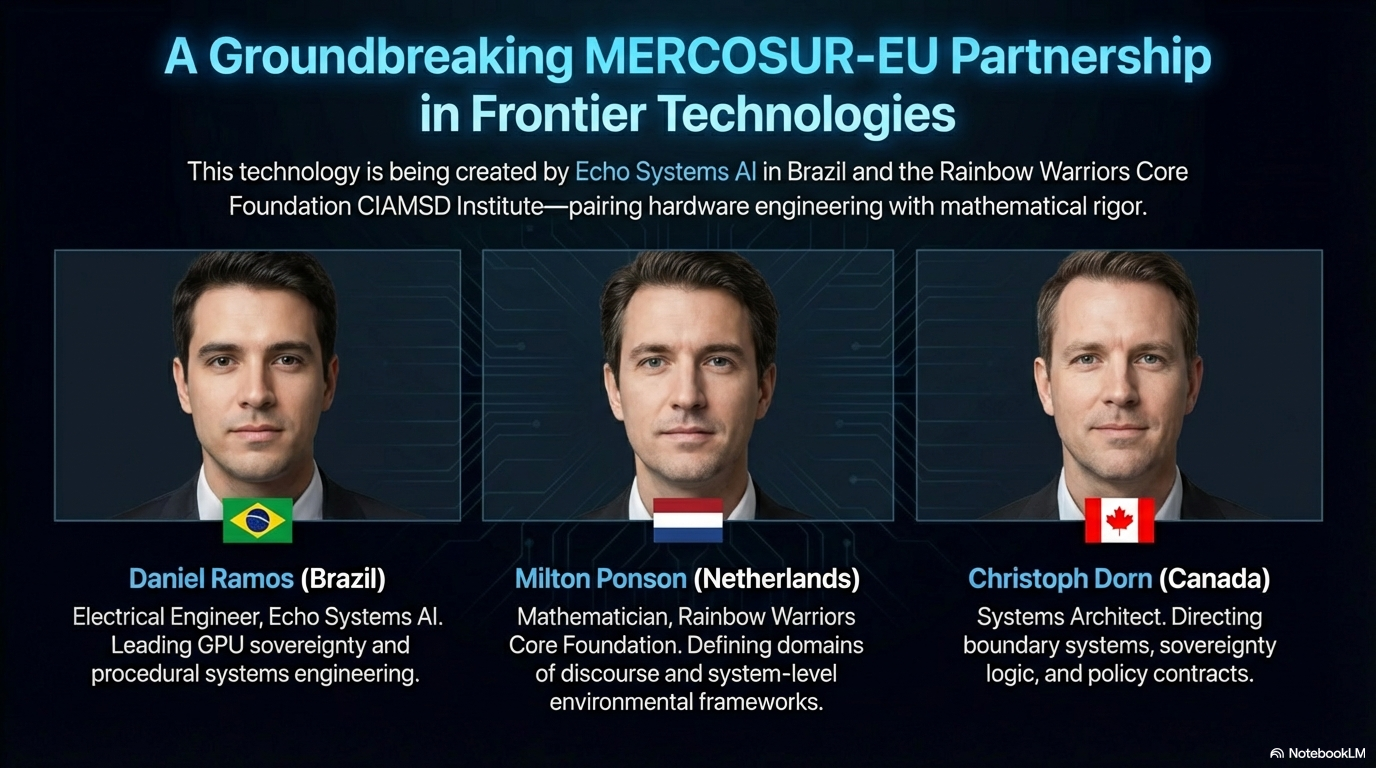 A Groundbreaking MERCOSUR-EU Partnership
in Frontier Technologies
This technology is being created by Echo Systems AI in Brazil and the Rainbow Warriors Core
Foundation CIAMSD Institute—pairing hardware engineering with mathematical rigor.
Daniel Ramos (Brazil)
Electrical Engineer, Echo Systems AI.
Leading GPU sovereignty and
procedural systems engineering.
Milton Ponson (Netherlands)
Mathematician, Rainbow Warriors
Core Foundation. Defining domains
of discourse and system-level
environmental frameworks.
Christoph Dorn (Canada)
Systems Architect. Directing
boundary systems, sovereignty
logic, and policy contracts.
NotebookLM